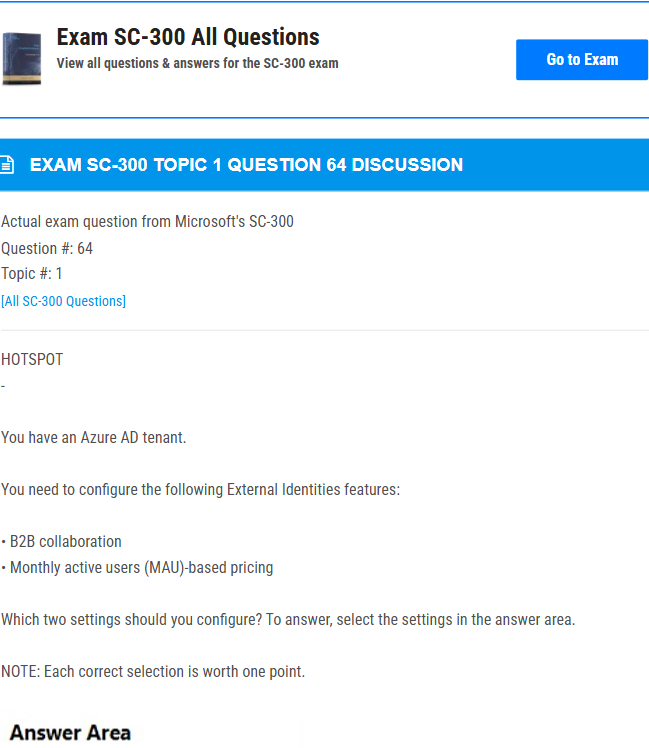 Exam SC-300 All Questions
View all questions & answers for the SC-300 exam
Go to Exam
EXAM SC-300 TOPIC 1 QUESTION 64 DISCUSSION
Actual exam question from Microsoft's SC-300
Question #: 64
Topic #: 1
[All SC-300 Questions]
HOTSPOT
-
You have an Azure AD tenant.
You need to configure the following External Identities features:
• B2B collaboration
• Monthly active users (MAU)-based pricing
Which two settings should you configure? To answer, select the settings in the answer area.
NOTE: Each correct selection is worth one point.
Answer Area